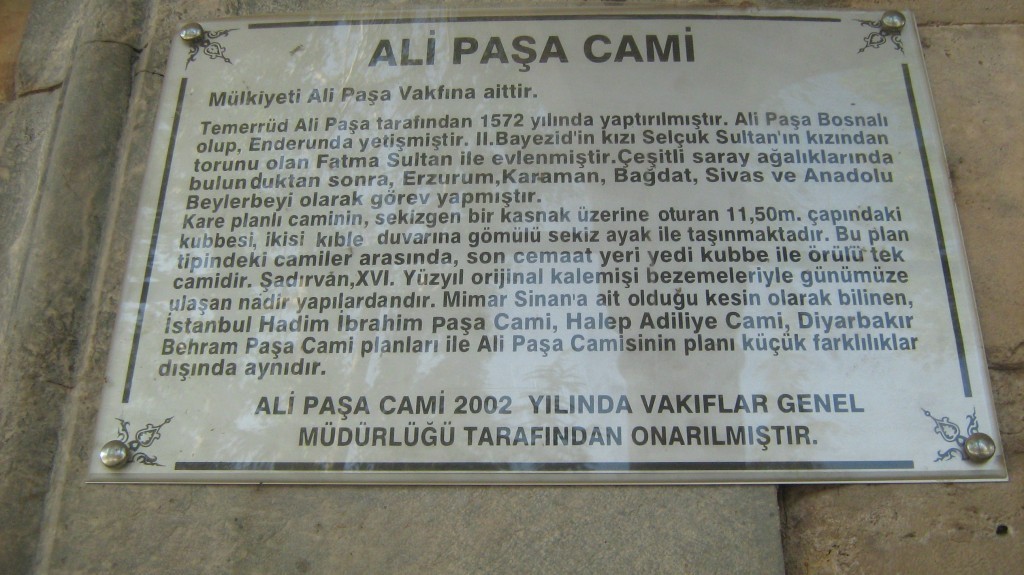 ALİ PAŞA CAMİ
Mülkiyeti Ali Paşa Vakfına aittir.
Temerrüd Ali Paşa tarafından 1572 yılında yaptırılmıştır. Ali Paşa Bosnalı
olup, Enderunda yetişmiştir. II.Bayezid'in kızı Selçuk Sultan'ın kızından
torunu olan Fatma Sultan ile evlenmiştir.Çeşitli saray ağalıklarında
bulunduktan sonra, Erzurum,Karaman, Bağdat, Sivas ve Anadolu
Beylerbeyi olarak görev yapmıştır.
Kare planlı caminin, sekizgen bir kasnak üzerine oturan 11,50m. çapındaki
kubbesi, ikisi kıble duvarına gömülü sekiz ayak ile taşınmaktadır. Bu plan
tipindeki camiler arasında, son cemaat yeri yedi kubbe ile örülü tek
camidir. Şadırvan,XVI. Yüzyıl orijinal kalemişi bezemeleriyle günümüze
ulaşan nadir yapılardandır. Mimar Sinan'a ait olduğu kesin olarak bilinen,
İstanbul Hadim İbrahim Paşa Cami, Halep Adiliye Cami, Diyarbakır
Behram Paşa Cami planları ile Ali Paşa Camisinin planı küçük farklılıklar
dışında aynıdır.
ALİ PAŞA CAMİ 2002 YILINDA VAKIFLAR GENEL
MÜDÜRLÜĞÜ TARAFINDAN ONARILMIŞTIR.